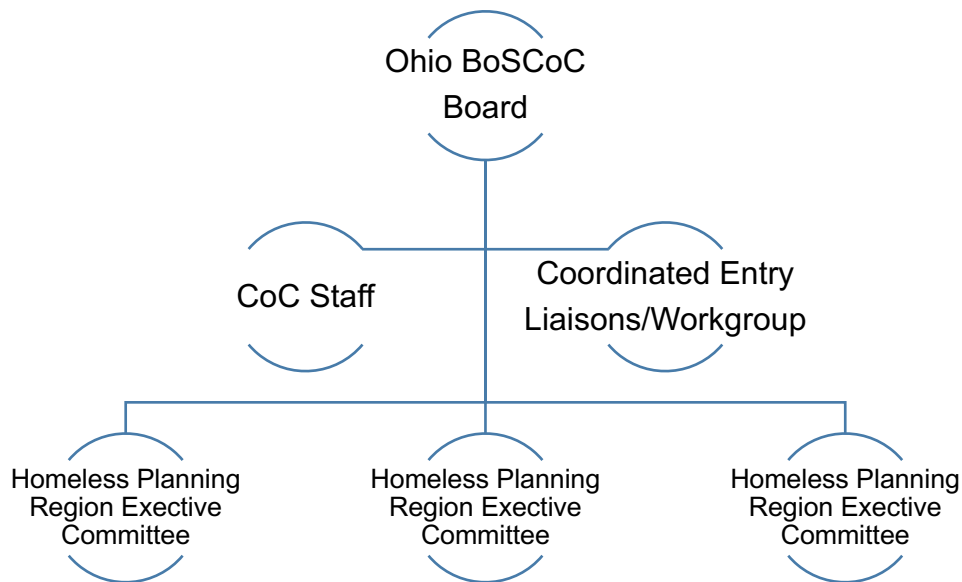 Ohio BoSCoC
Board
CoC Staff
Coordinated Entry
Liaisons/Workgroup
Homeless Planning
Region Exective
Committee
Homeless Planning
Region Exective
Committee
Homeless Planning
Region Exective
Committee